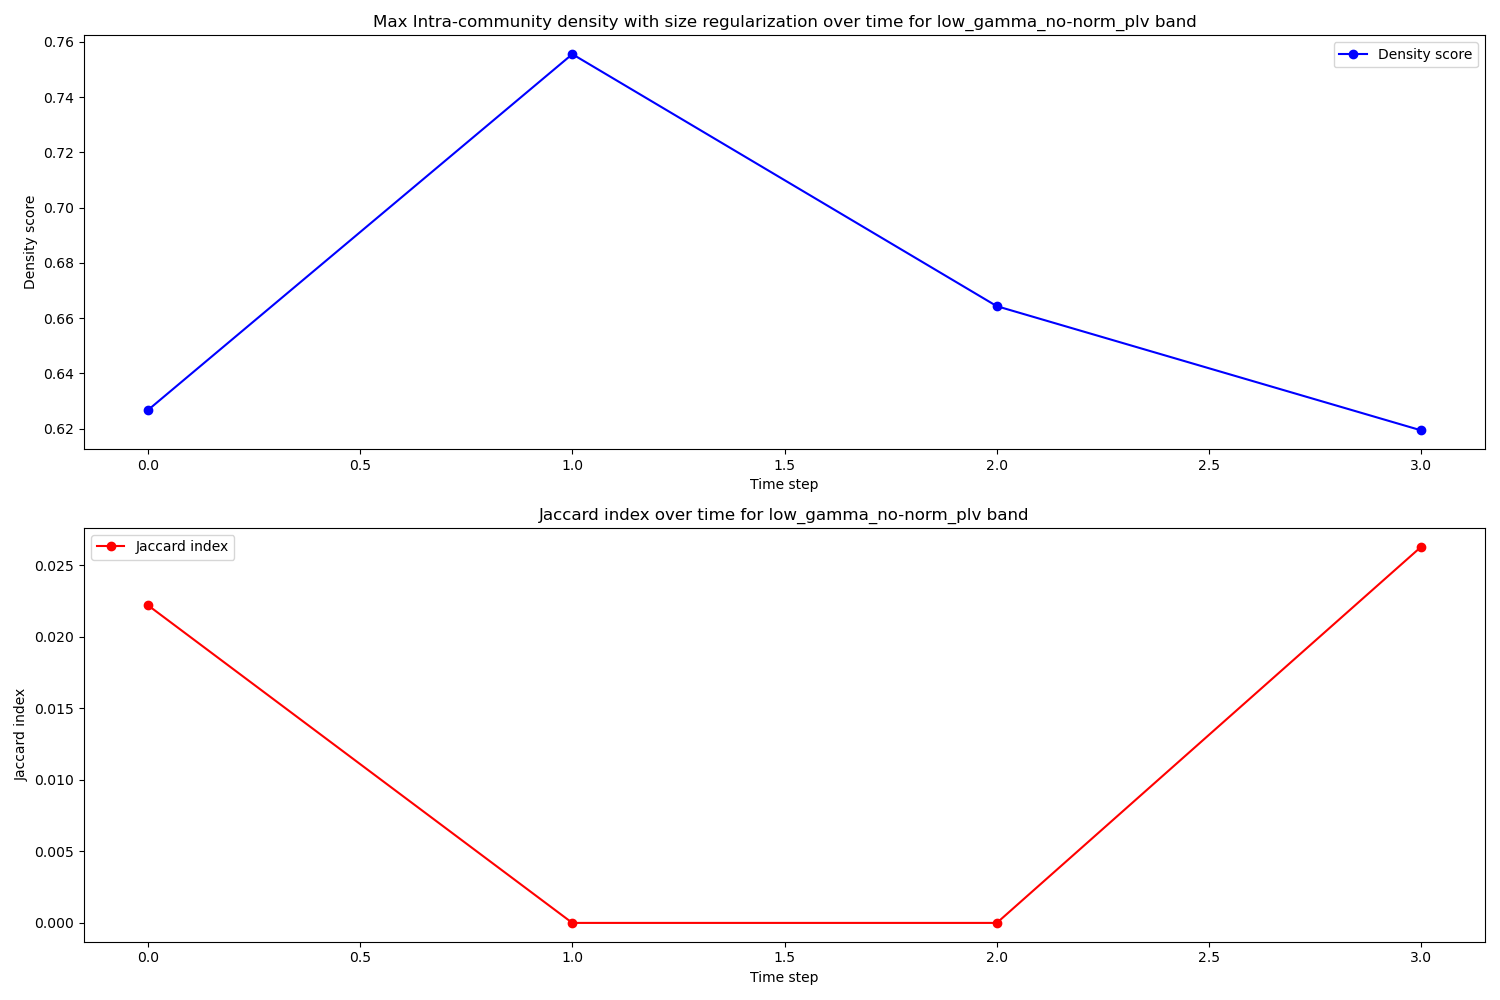 Max Intra-community density with size regularization over time for low_gamma_no-norm_plv band
Density score
0.76
0.74
0.72
0.70
0.68
0.66
0.64
0.62
Density score
0.0 0.5 1.0 1.5 2.0 2.5 3.0
Time step
Jaccard index over time for low_gamma_no-norm_plv band
Jaccard index
0.025
0.020
0.015
0.010
0.005
0.000
Jaccard index
0.0 0.5 1.0 1.5 2.0 2.5 3.0
Time step